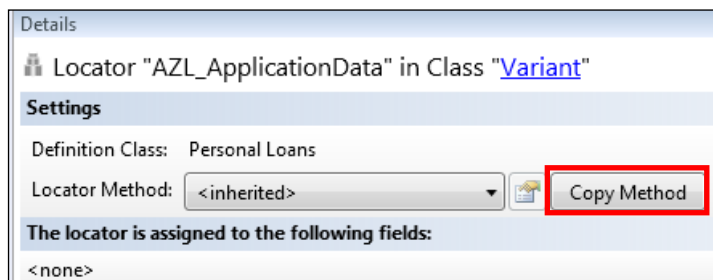 Details
Locator "AZL_ApplicationData" in Class "Variant"
Settings
Definition Class: Personal Loans
Locator Method: <inherited> Copy Method
The locator is assigned to the following fields:
<none>